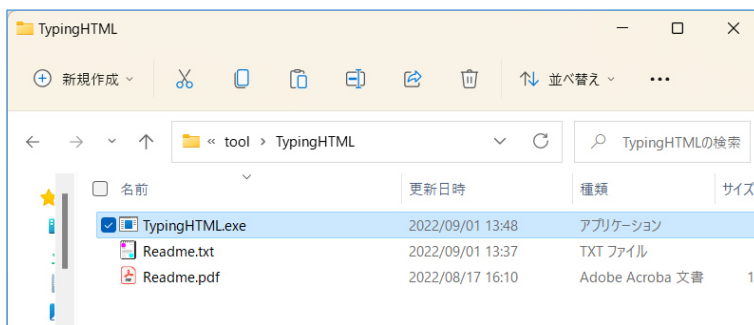 TypingHTML
新規作成 並べ替え
« tool > TypingHTML TypingHTMLの検索
名前 更新日時 種類 サイズ
TypingHTML.exe 2022/09/01 13:48 アプリケーション
Readme.txt 2022/09/01 13:37 TXT ファイル
Readme.pdf 2022/08/17 16:10 Adobe Acroba 文書 1